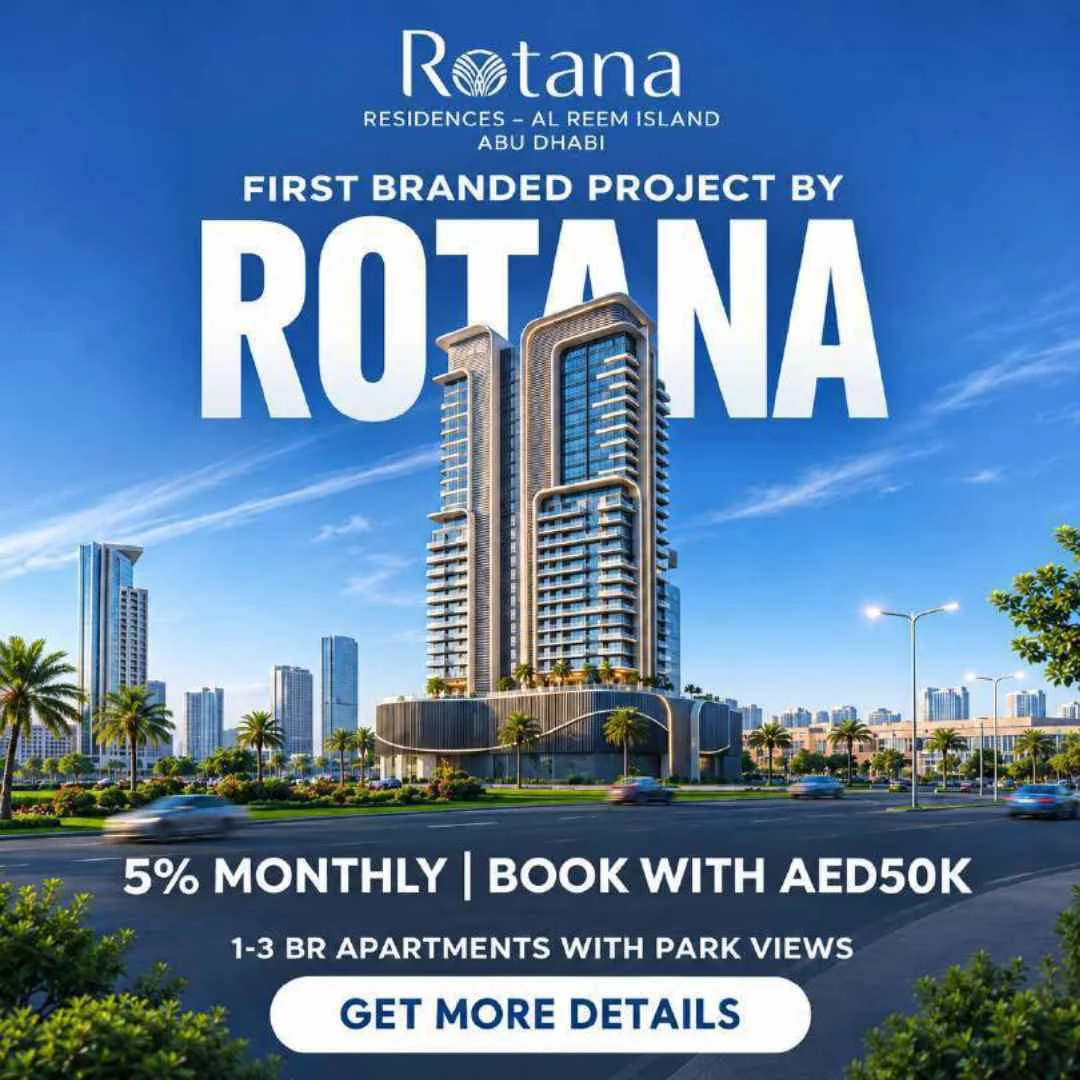 Rotana
RESIDENCES – AL REEM ISLAND
ABU DHABI
FIRST BRANDED PROJECT BY
ROTANA
5% MONTHLY | BOOK WITH AED50K
1-3 BR APARTMENTS WITH PARK VIEWS
GET MORE DETAILS